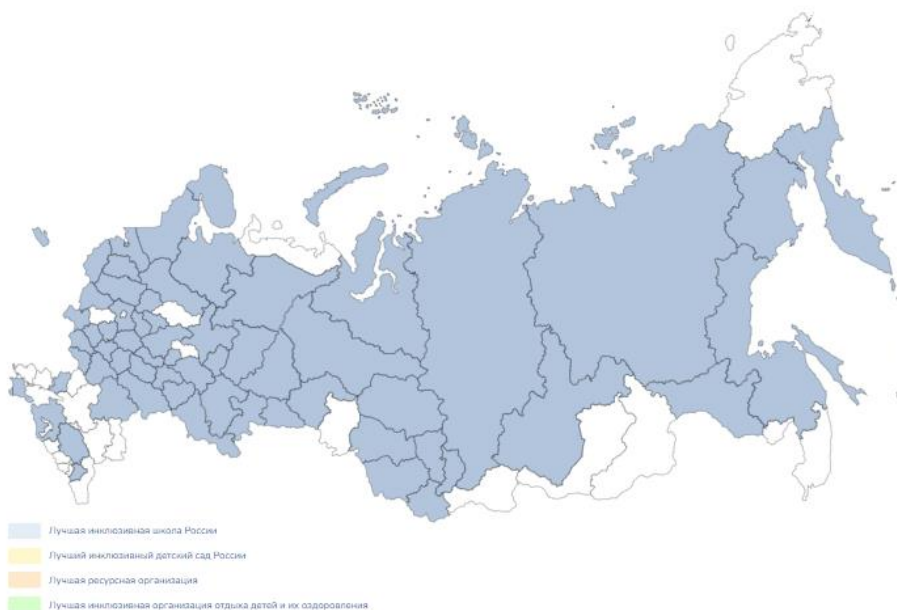 Лучшая инклюзивная школа России
Лучший инклюзивный детский сад России
Лучшая ресурсная организация
Лучшая инклюзивная организация отдыха детей и их оздоровления